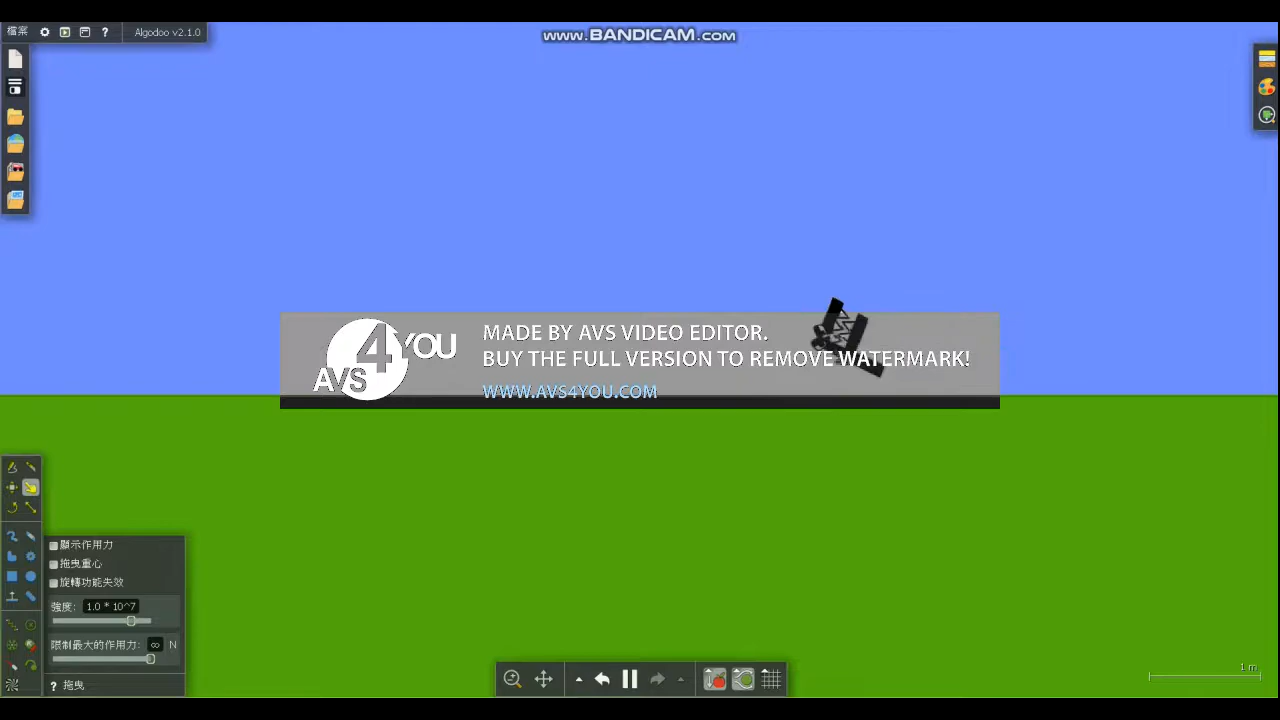 檔案
?
Algodoo v2.1.0
www.BANDICAM.com
AVS4YOU
MADE BY AVS VIDEO EDITOR.
BUY THE FULL VERSION TO REMOVE WATERMARK!
WWW.AVS4YOU.COM
顯示作用力
拖曳重心
旋轉功能失效
強度: 1.0 * 10^7
限制最大的作用力: ∞ N
? 拖曳
1 m